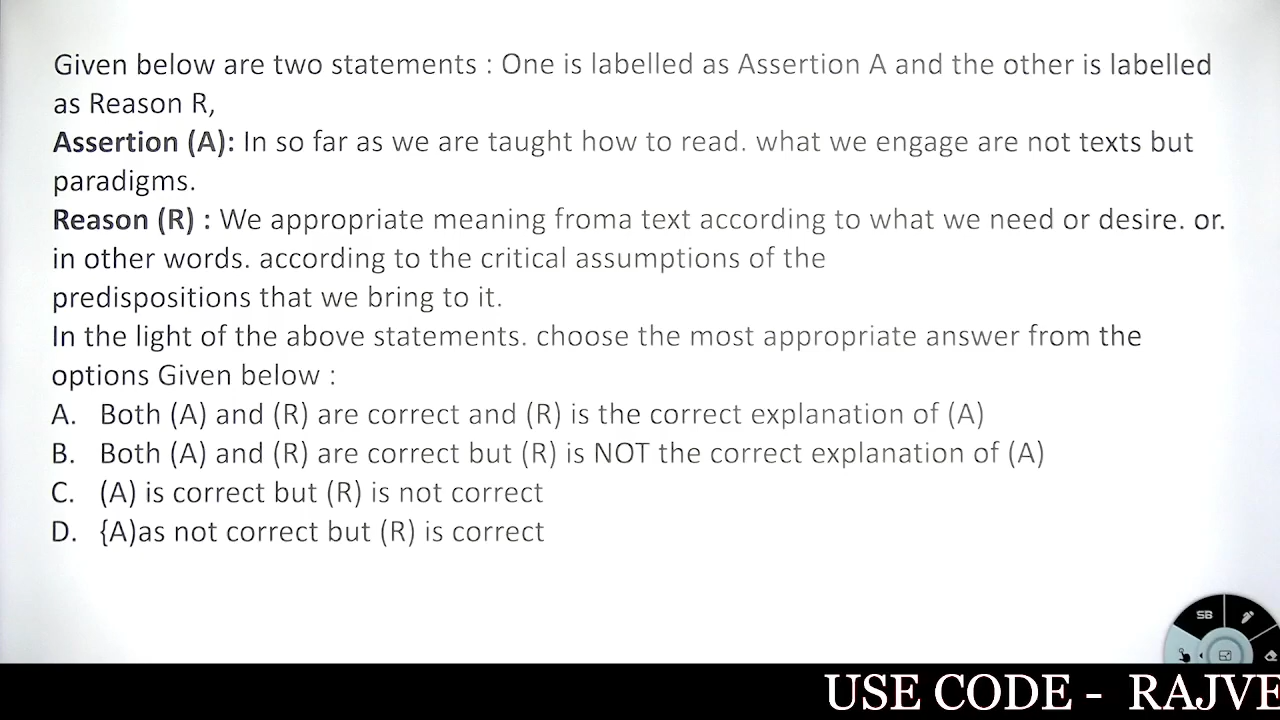 Given below are two statements : One is labelled as Assertion A and the other is labelled
as Reason R,
Assertion (A): In so far as we are taught how to read. what we engage are not texts but
paradigms.
Reason (R) : We appropriate meaning froma text according to what we need or desire. or.
in other words. according to the critical assumptions of the
predispositions that we bring to it.
In the light of the above statements. choose the most appropriate answer from the
options Given below :
A. Both (A) and (R) are correct and (R) is the correct explanation of (A)
B. Both (A) and (R) are correct but (R) is NOT the correct explanation of (A)
C. (A) is correct but (R) is not correct
D. {A)as not correct but (R) is correct
SB
USE CODE - RAJVE